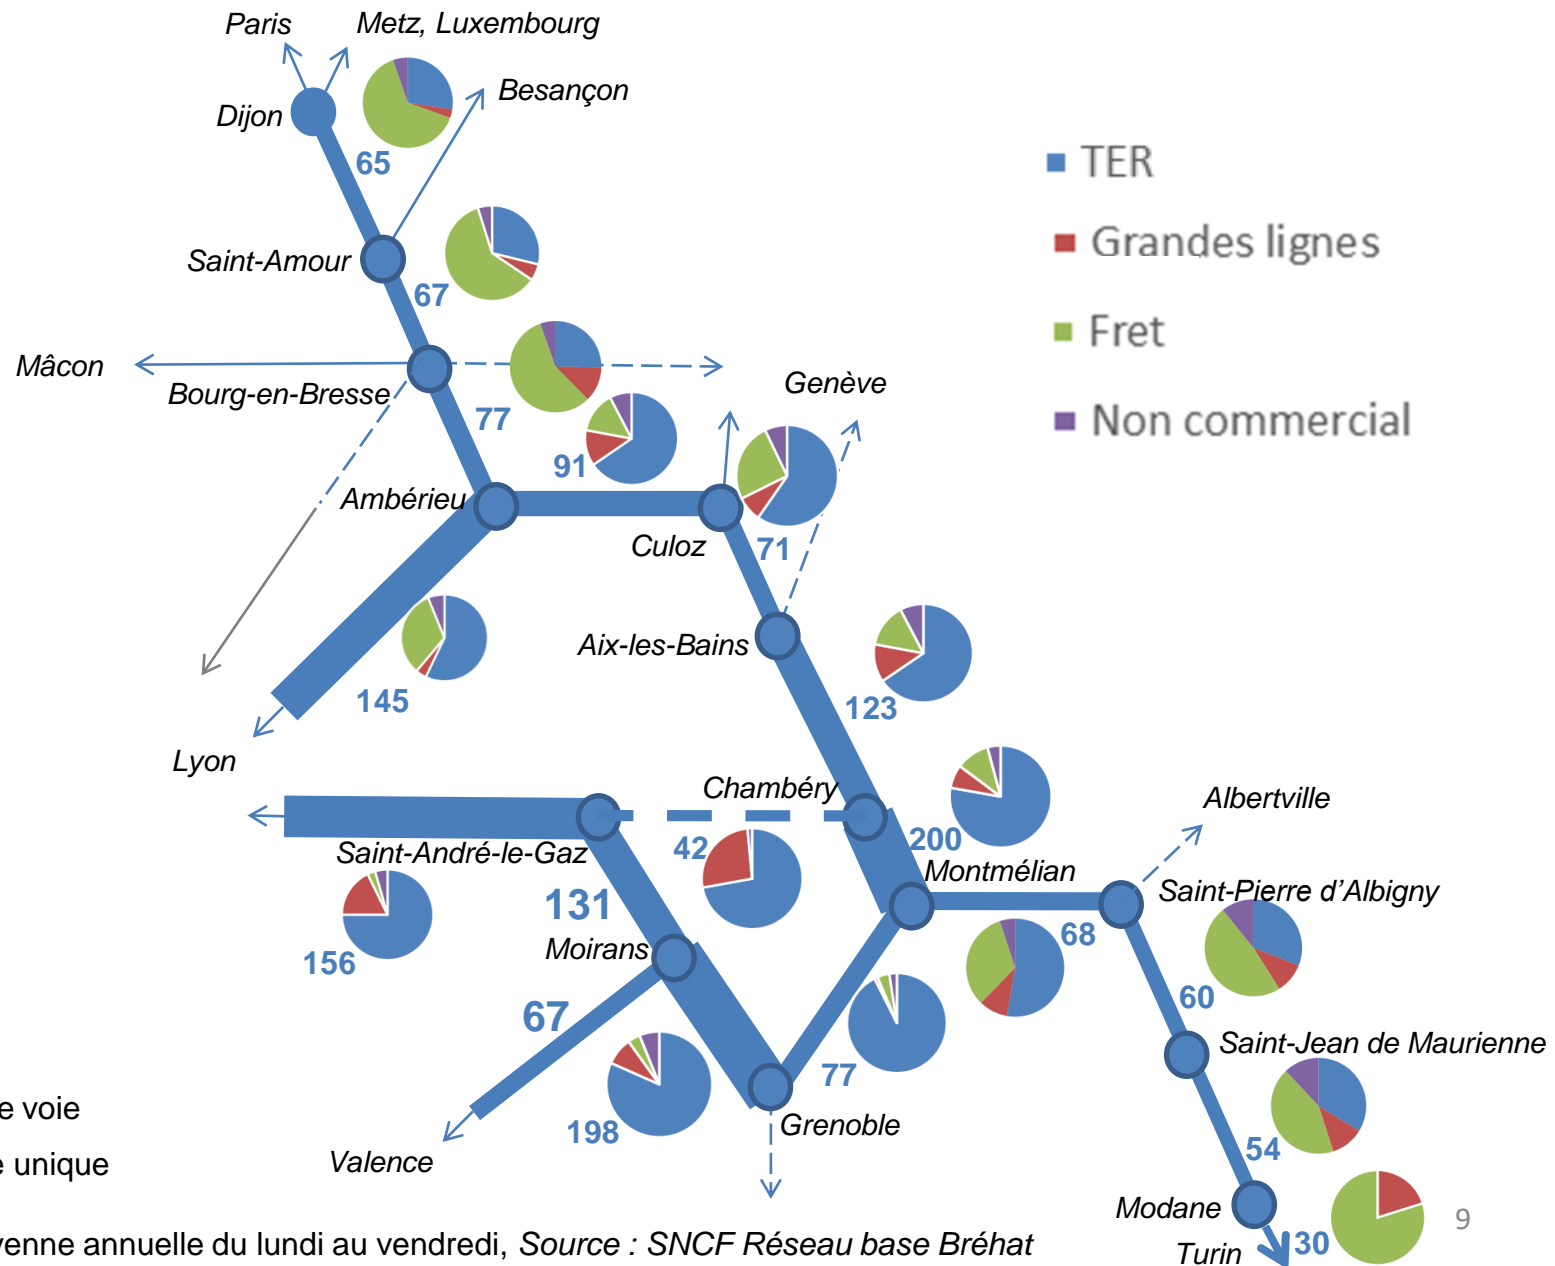 Paris
Metz, Luxembourg
Besançon
Dijon
65
TER
Saint-Amour
67
Grandes lignes
Fret
Mâcon
Bourg-en-Bresse
77
Genève
Non commercial
91
Ambérieu
Culoz
71
Aix-les-Bains
145
123
Lyon
Chambéry
Albertville
42
200
Saint-André-le-Gaz
Montmélian
131
Saint-Pierre d'Albigny
68
Moirans
156
60
67
Saint-Jean de Maurienne
77
e voie
198
Grenoble
54
unique
Valence
Modane
9
30
Turin
yenne annuelle du lundi au vendredi, Source : SNCF Réseau base Bréhat